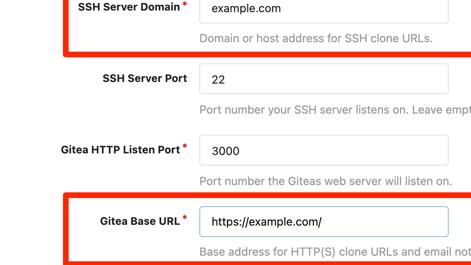 SSH Server Domain *
example.com
Domain or host address for SSH clone URLs.
SSH Server Port
22
Port number your SSH server listens on. Leave empt
Gitea HTTP Listen Port *
3000
Port number the Giteas web server will listen on.
Gitea Base URL *
https://example.com/
Base address for HTTP(S) clone URLs and email not